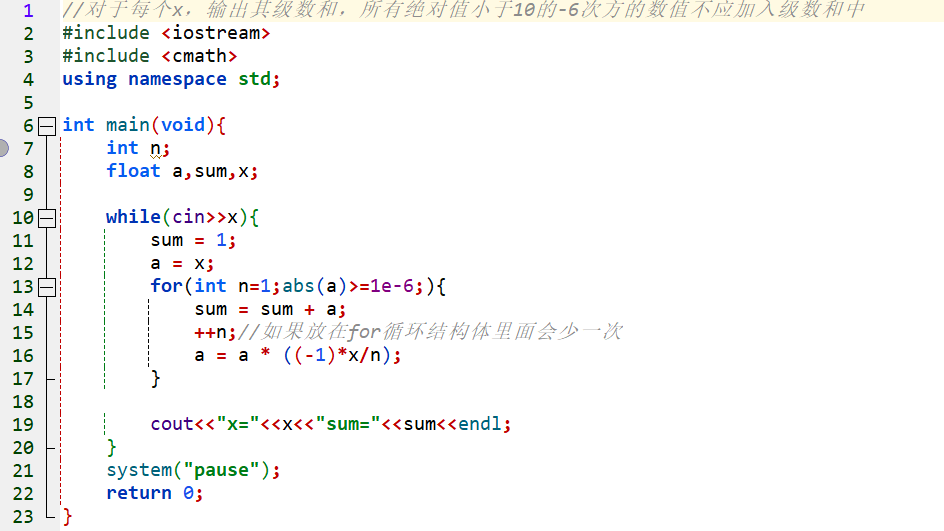 1 //对于每个x，输出其级数和，所有绝对值小于10的-6次方的数值不应加入级数和中
2 #include <iostream>
3 #include <cmath>
4 using namespace std;
5
6 int main(void){
7 int n;
8 float a,sum,x;
9
10 while(cin>>x){
11 sum = 1;
12 a = x;
13 for(int n=1;abs(a)>=1e-6;){
14 sum = sum + a;
15 ++n;//如果放在for循环结构体里面会少一次
16 a = a * ((-1)*x/n);
17 }
18
19 cout<<"x="<<x<<"sum="<<sum<<endl;
20 }
21 system("pause");
22 return 0;
23 }